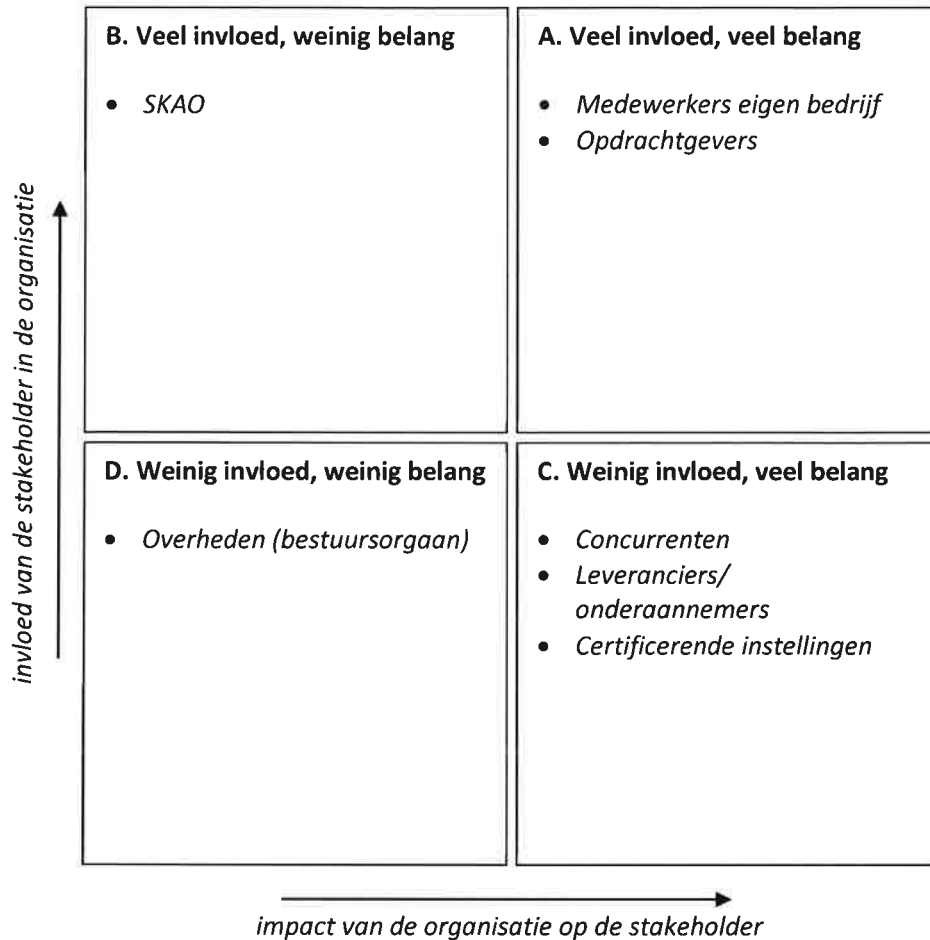 B. Veel invloed, weinig belang
• SKAO
A. Veel invloed, veel belang
• Medewerkers eigen bedrijf
• Opdrachtgevers
D. Weinig invloed, weinig belang
• Overheden (bestuursorgaan)
C. Weinig invloed, veel belang
• Concurrenten
• Leveranciers/
onderaannemers
• Certificerende instellingen
invloed van de stakeholder in de organisatie
impact van de organisatie op de stakeholder